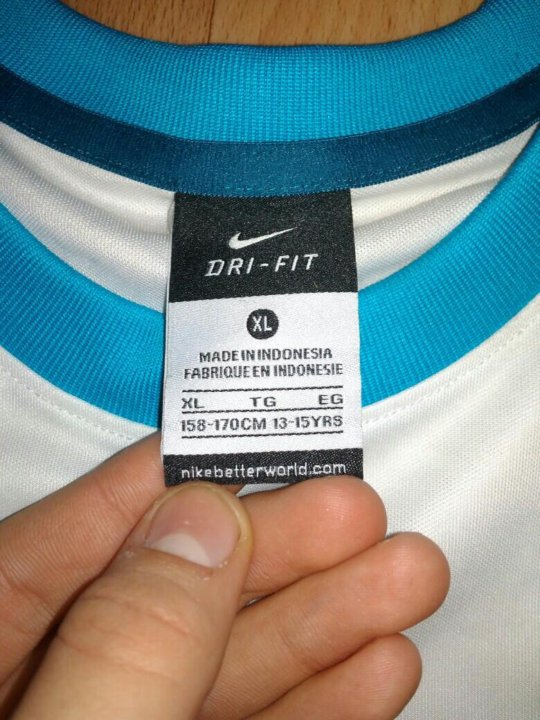 DRI-FIT
XL
MADE IN INDONESIA
FABRIQUE EN INDONESIE
XL TG EG
158-170CM 13-15YRS
nikebetterworld.com